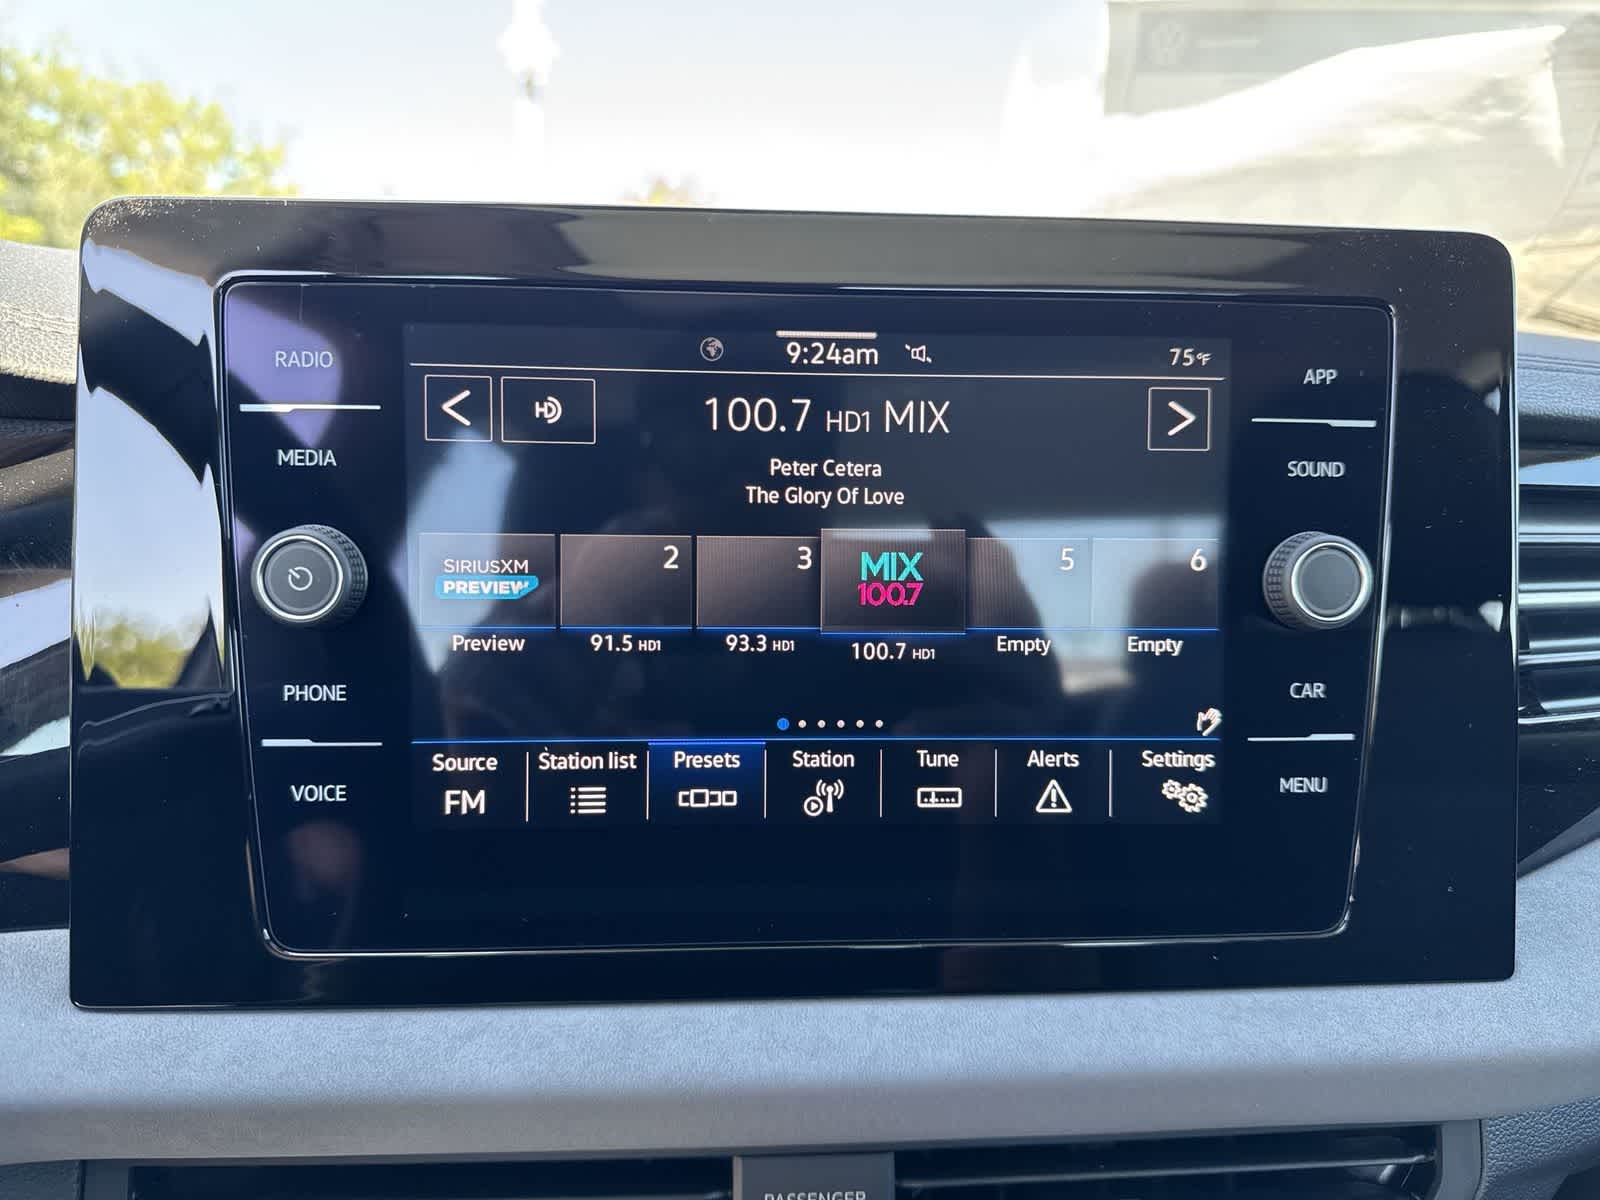 RADIO
MEDIA
PHONE
VOICE
9:24am
75°F
HD
100.7 HD1 MIX
Peter Cetera
The Glory Of Love
SIRIUSXM
PREVIEW
2
3
MIX
100.7
5
6
Preview
91.5 HD1
93.3 HD1
100.7 HD1
Empty
Empty
Source
FM
Station list
Presets
Station
Tune
Alerts
Settings
APP
SOUND
CAR
MENU
PASSENGER